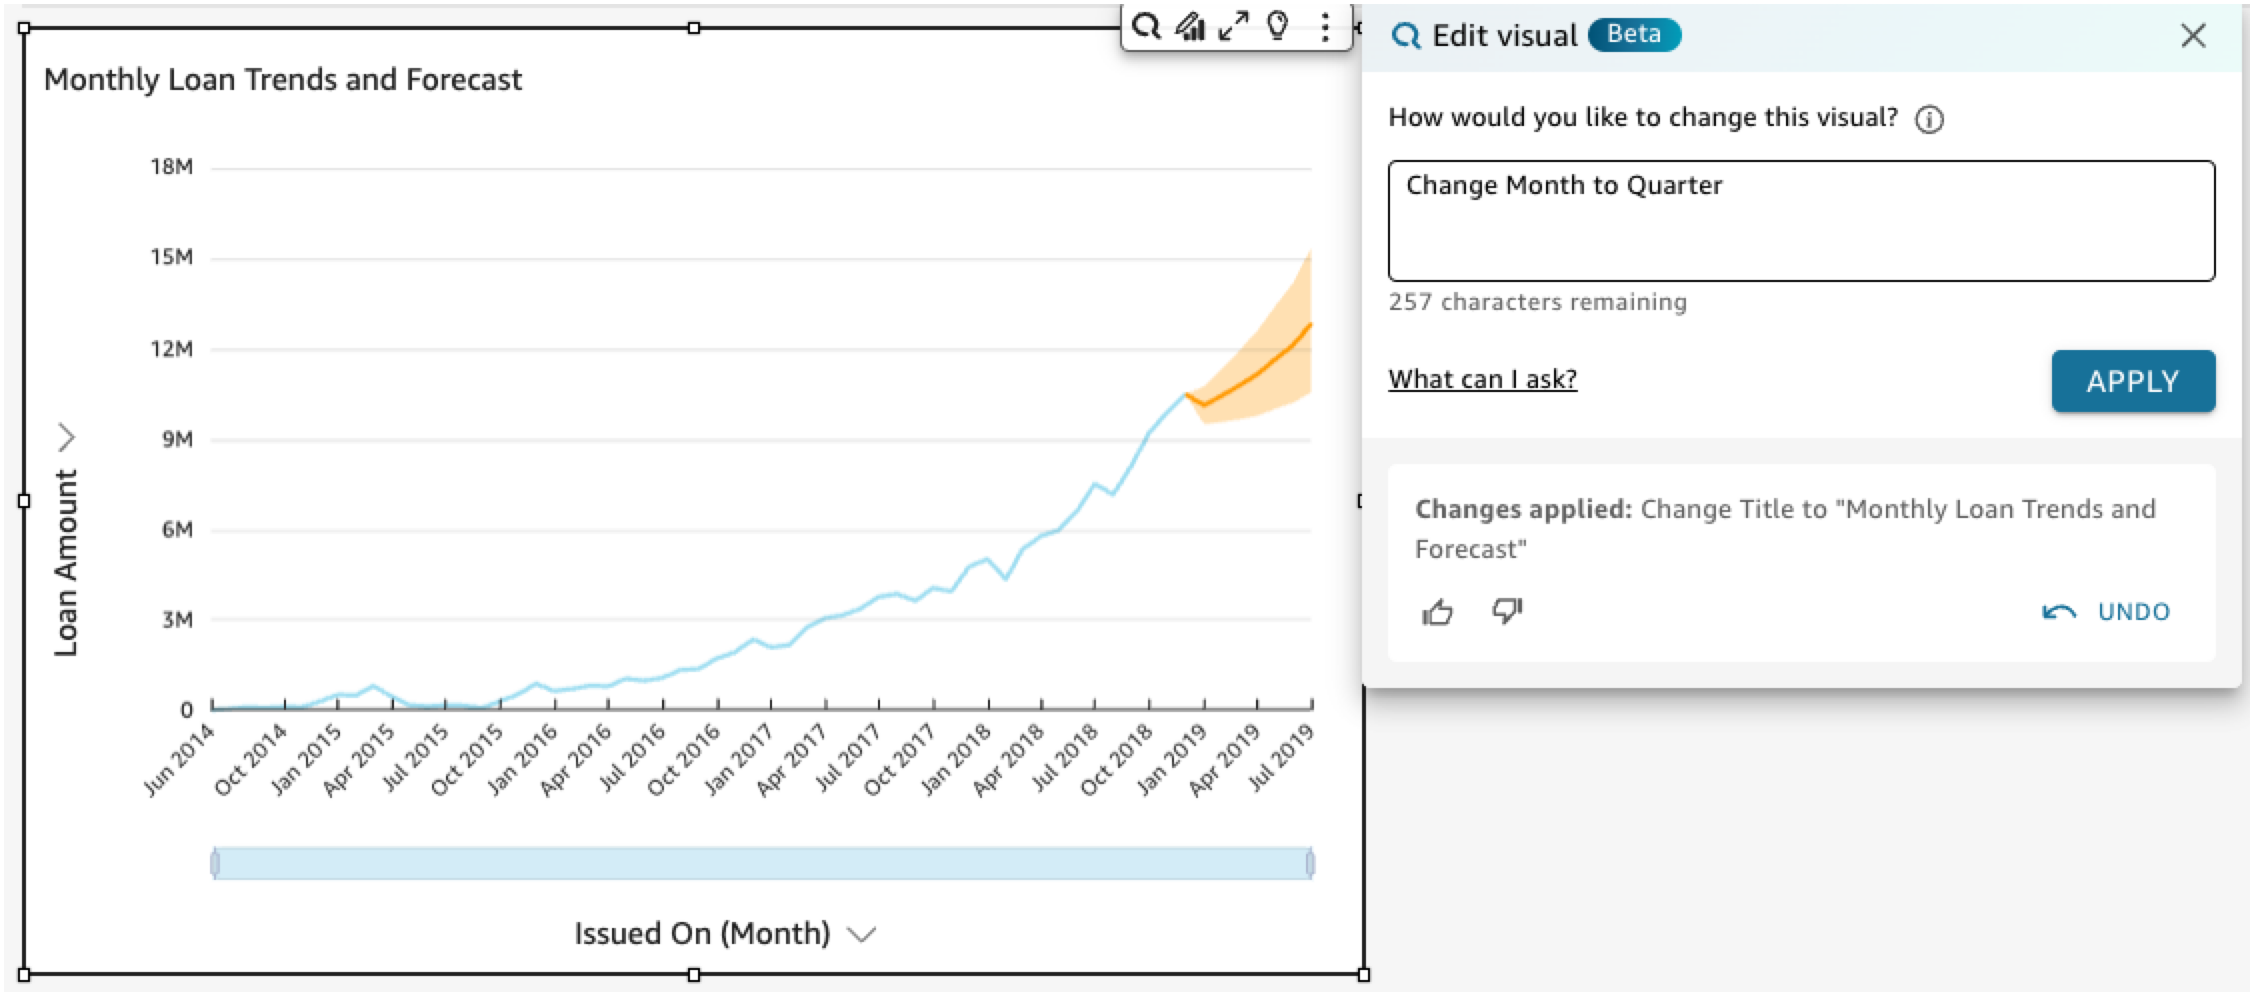 Monthly Loan Trends and Forecast
18M
15M
12M
9M
6M
3M
0
Loan Amount
Jun 2014
Oct 2014
Jan 2015
Apr 2015
Jul 2015
Oct 2015
Jan 2016
Apr 2016
Jul 2016
Oct 2016
Jan 2017
Apr 2017
Jul 2017
Oct 2017
Jan 2018
Apr 2018
Jul 2018
Oct 2018
Jan 2019
Apr 2019
Jul 2019
Issued On (Month)
Edit visual Beta
How would you like to change this visual?
Change Month to Quarter
257 characters remaining
What can I ask?
APPLY
Changes applied: Change Title to "Monthly Loan Trends and
Forecast"
UNDO